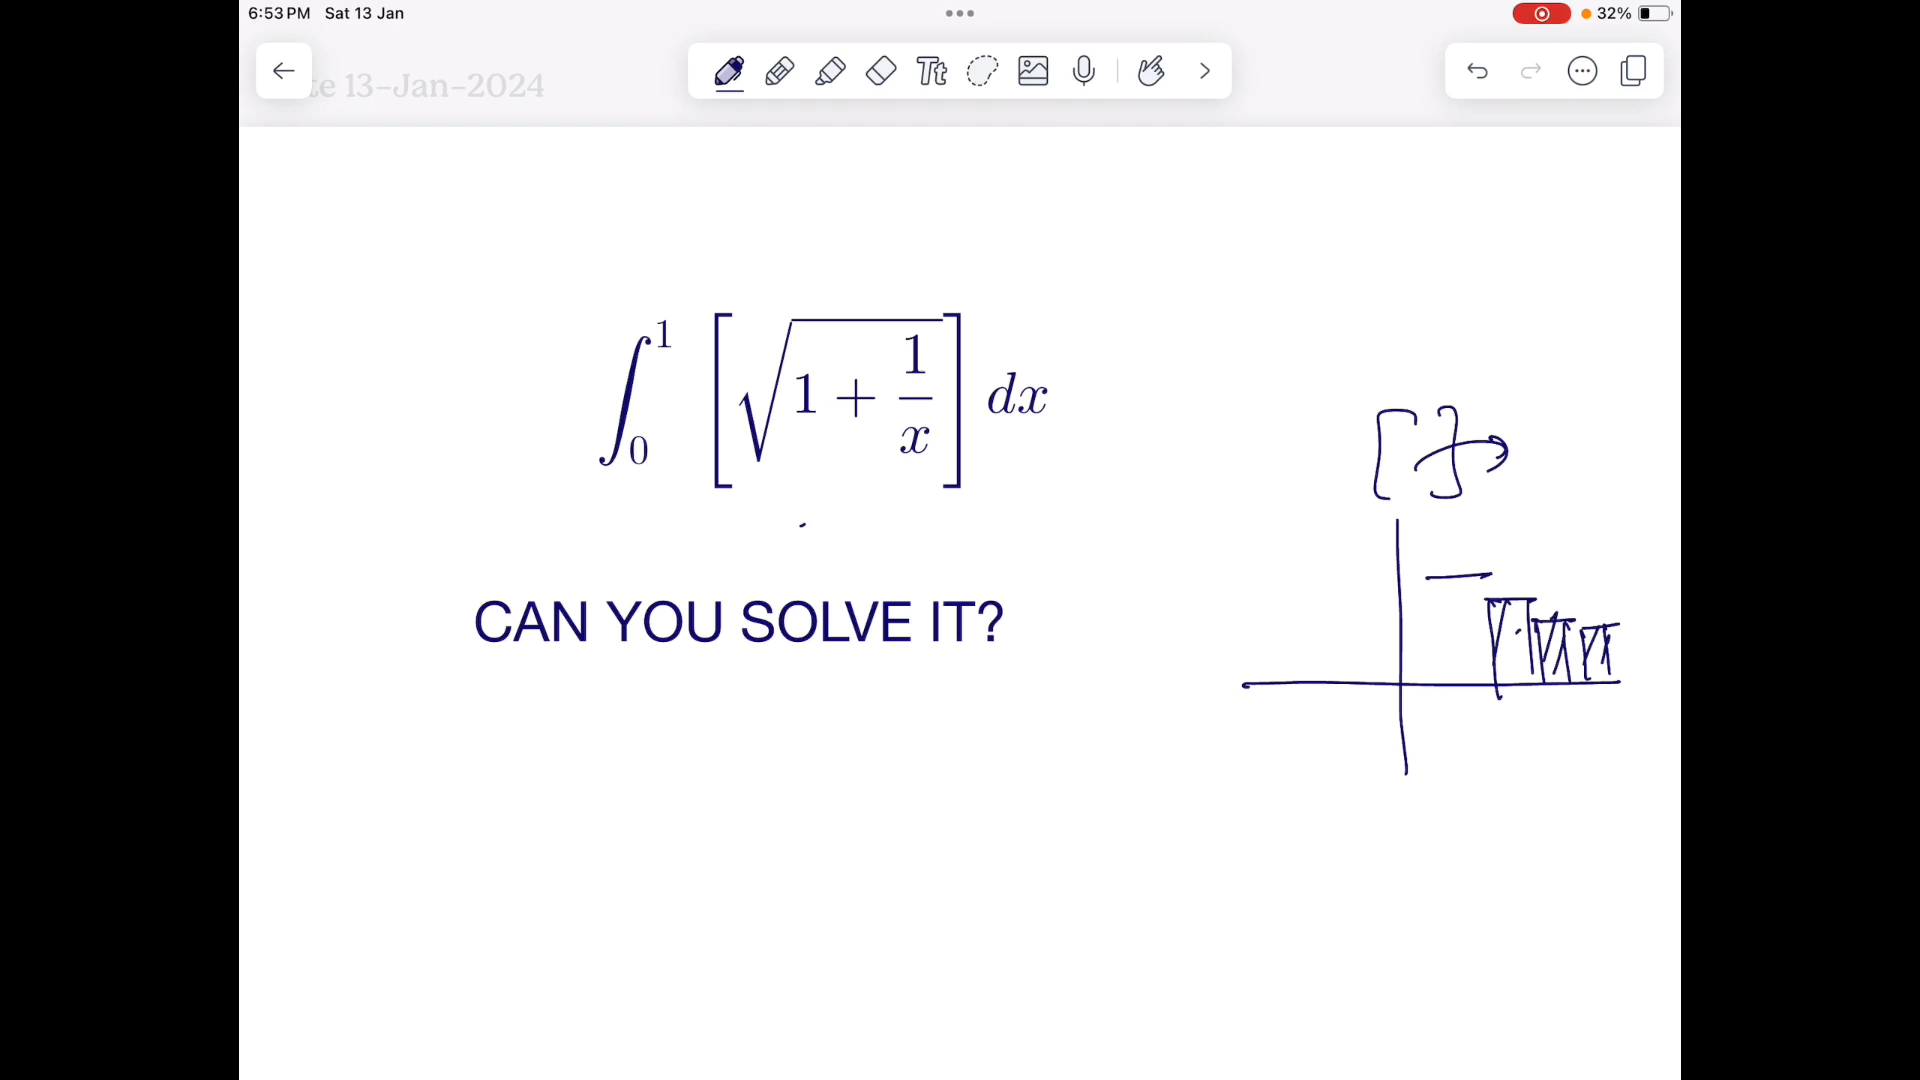 6:53 PM Sat 13 Jan
32%
te 13-Jan-2024
Tt
∫₀¹ [√(1 + 1/x)] dx
[ ]
CAN YOU SOLVE IT?